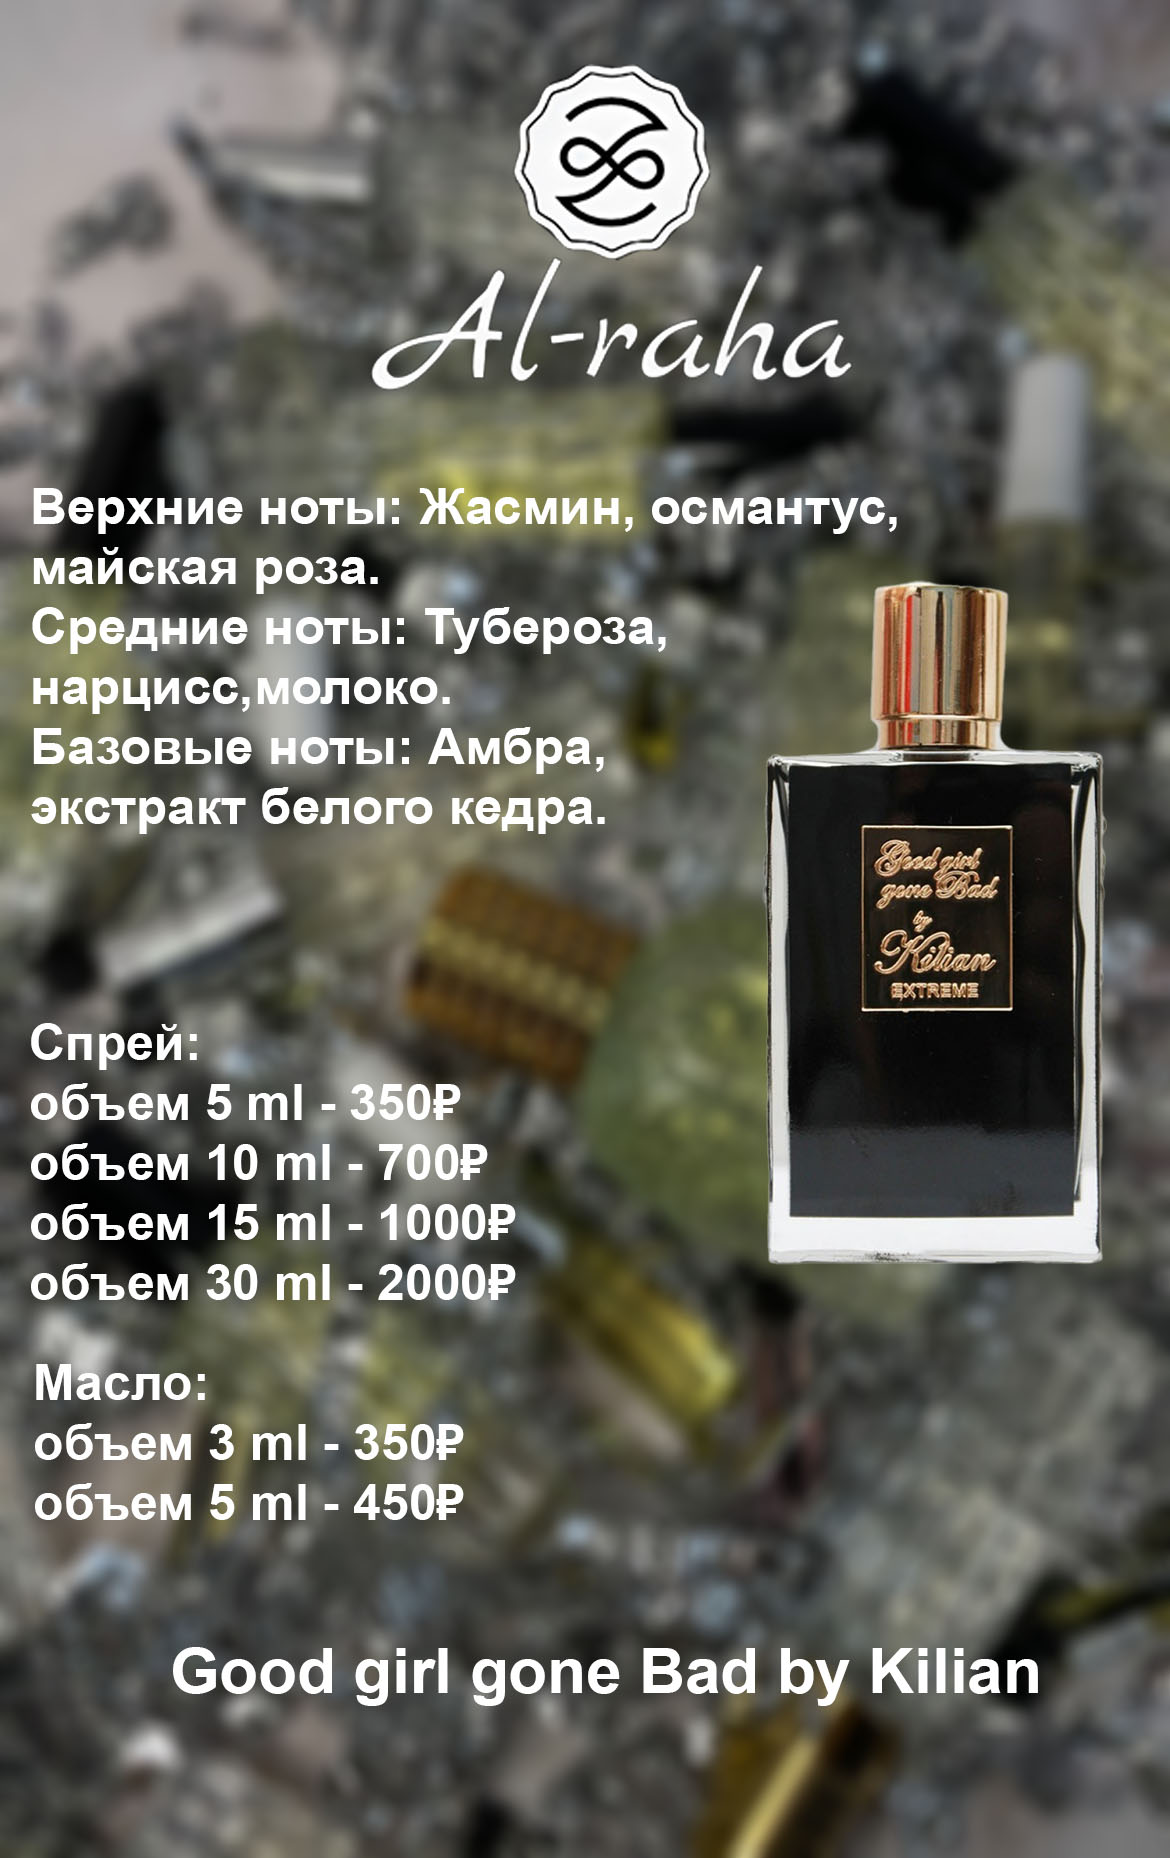 Al-raha
Верхние ноты: Жасмин, османтус,
майская роза.
Средние ноты: Тубероза,
нарцисс,молоко.
Базовые ноты: Амбра,
экстракт белого кедра.
Good girl
gone Bad
by
Kilian
EXTREME
Спрей:
объем 5 ml - 350₽
объем 10 ml - 700₽
объем 15 ml - 1000₽
объем 30 ml - 2000₽
Масло:
объем 3 ml - 350₽
объем 5 ml - 450₽
Good girl gone Bad by Kilian